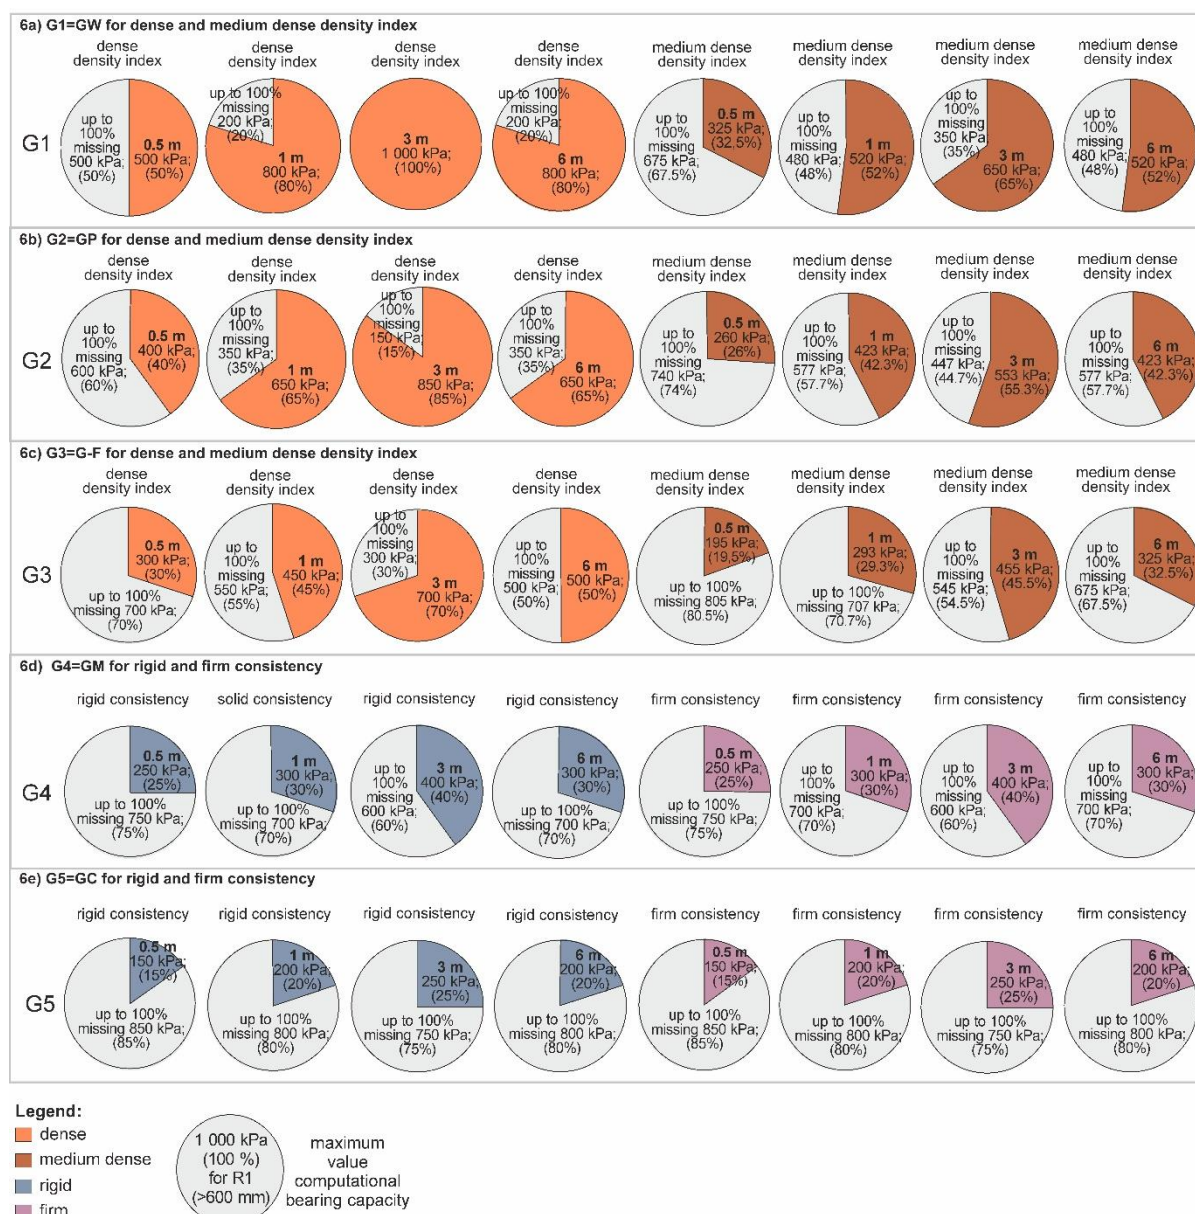 6a) G1=GW for dense and medium dense density index
dense
density index
dense
density index
dense
density index
dense
density index
medium dense
density index
medium dense
density index
medium dense
density index
medium dense
density index
G1
up to
100%
missing
500 kPa;
(50%)
0.5 m
500 kPa;
(50%)
up to 100%
missing
200 kPa;
(20%)
1 m
800 kPa;
(80%)
3 m
1 000 kPa;
(100%)
up to 100%
missing
200 kPa;
(20%)
6 m
800 kPa;
(80%)
up to
100%
missing
675 kPa;
(67.5%)
0.5 m
325 kPa;
(32,5%)
up to
100%
missing
480 kPa;
(48%)
1 m
520 kPa;
(52%)
up to
100%
missing
350 kPa;
(35%)
3 m
650 kPa;
(65%)
up to
100%
missing
480 kPa;
(48%)
6 m
520 kPa;
(52%)
6b) G2=GP for dense and medium dense density index
dense
density index
dense
density index
dense
density index
dense
density index
medium dense
density index
medium dense
density index
medium dense
density index
medium dense
density index
G2
up to
100%
missing
600 kPa;
(60%)
0.5 m
400 kPa;
(40%)
up to
100%
missing
350 kPa;
(35%)
1 m
650 kPa;
(65%)
up to
100%
missing
150 kPa;
(15%)
3 m
850 kPa;
(85%)
up to
100%
missing
350 kPa;
(35%)
6 m
650 kPa;
(65%)
up to
100%
missing
740 kPa;
(74%)
0.5 m
260 kPa;
(26%)
up to
100%
missing
577 kPa;
(57.7%)
1 m
423 kPa;
(42.3%)
up to
100%
missing
447 kPa;
(44.7%)
3 m
553 kPa;
(55.3%)
up to
100%
missing
577 kPa;
(57.7%)
6 m
423 kPa;
(42.3%)
6c) G3=G-F for dense and medium dense density index
dense
density index
dense
density index
dense
density index
dense
density index
medium dense
density index
medium dense
density index
medium dense
density index
medium dense
density index
G3
0.5 m
300 kPa;
(30%)
up to 100%
missing 700 kPa;
(70%)
up to
100%
missing
550 kPa;
(55%)
1 m
450 kPa;
(45%)
up to
100%
missing
300 kPa;
(30%)
3 m
700 kPa;
(70%)
up to
100%
missing
500 kPa;
(50%)
6 m
500 kPa;
(50%)
0.5 m
195 kPa;
(19,5%)
up to 100%
missing 805 kPa;
(80.5%)
1 m
293 kPa;
(29.3%)
up to 100%
missing 707 kPa;
(70.7%)
up to
100%
missing
545 kPa;
(54.5%)
3 m
455 kPa;
(45.5%)
up to
100%
missing
675 kPa;
(67.5%)
6 m
325 kPa;
(32.5%)
6d) G4=GM for rigid and firm consistency
rigid consistency
solid consistency
rigid consistency
rigid consistency
firm consistency
firm consistency
firm consistency
firm consistency
G4
0.5 m
250 kPa;
(25%)
up to 100%
missing 750 kPa;
(75%)
1 m
300 kPa;
(30%)
up to 100%
missing 700 kPa;
(70%)
up to
100%
missing
600 kPa;
(60%)
3 m
400 kPa;
(40%)
6 m
300 kPa;
(30%)
up to 100%
missing 700 kPa;
(70%)
0.5 m
250 kPa;
(25%)
up to 100%
missing 750 kPa;
(75%)
up to
100%
missing
700 kPa;
(70%)
1 m
300 kPa;
(30%)
up to
100%
missing
600 kPa;
(60%)
3 m
400 kPa;
(40%)
up to
100%
missing
700 kPa;
(70%)
6 m
300 kPa;
(30%)
6e) G5=GC for rigid and firm consistency
rigid consistency
rigid consistency
rigid consistency
rigid consistency
firm consistency
firm consistency
firm consistency
firm consistency
G5
0.5 m
150 kPa;
(15%)
up to 100%
missing 850 kPa;
(85%)
1 m
200 kPa;
(20%)
up to 100%
missing 800 kPa;
(80%)
3 m
250 kPa;
(25%)
up to 100%
missing 750 kPa;
(75%)
6 m
200 kPa;
(20%)
up to 100%
missing 800 kPa;
(80%)
0.5 m
150 kPa;
(15%)
up to 100%
missing 850 kPa;
(85%)
1 m
200 kPa;
(20%)
up to 100%
missing 800 kPa;
(80%)
3 m
250 kPa;
(25%)
up to 100%
missing 750 kPa;
(75%)
6 m
200 kPa;
(20%)
up to 100%
missing 800 kPa;
(80%)
Legend:
dense
medium dense
rigid
firm
1 000 kPa
(100 %)
for R1
(>600 mm)
maximum
value
computational
bearing capacity